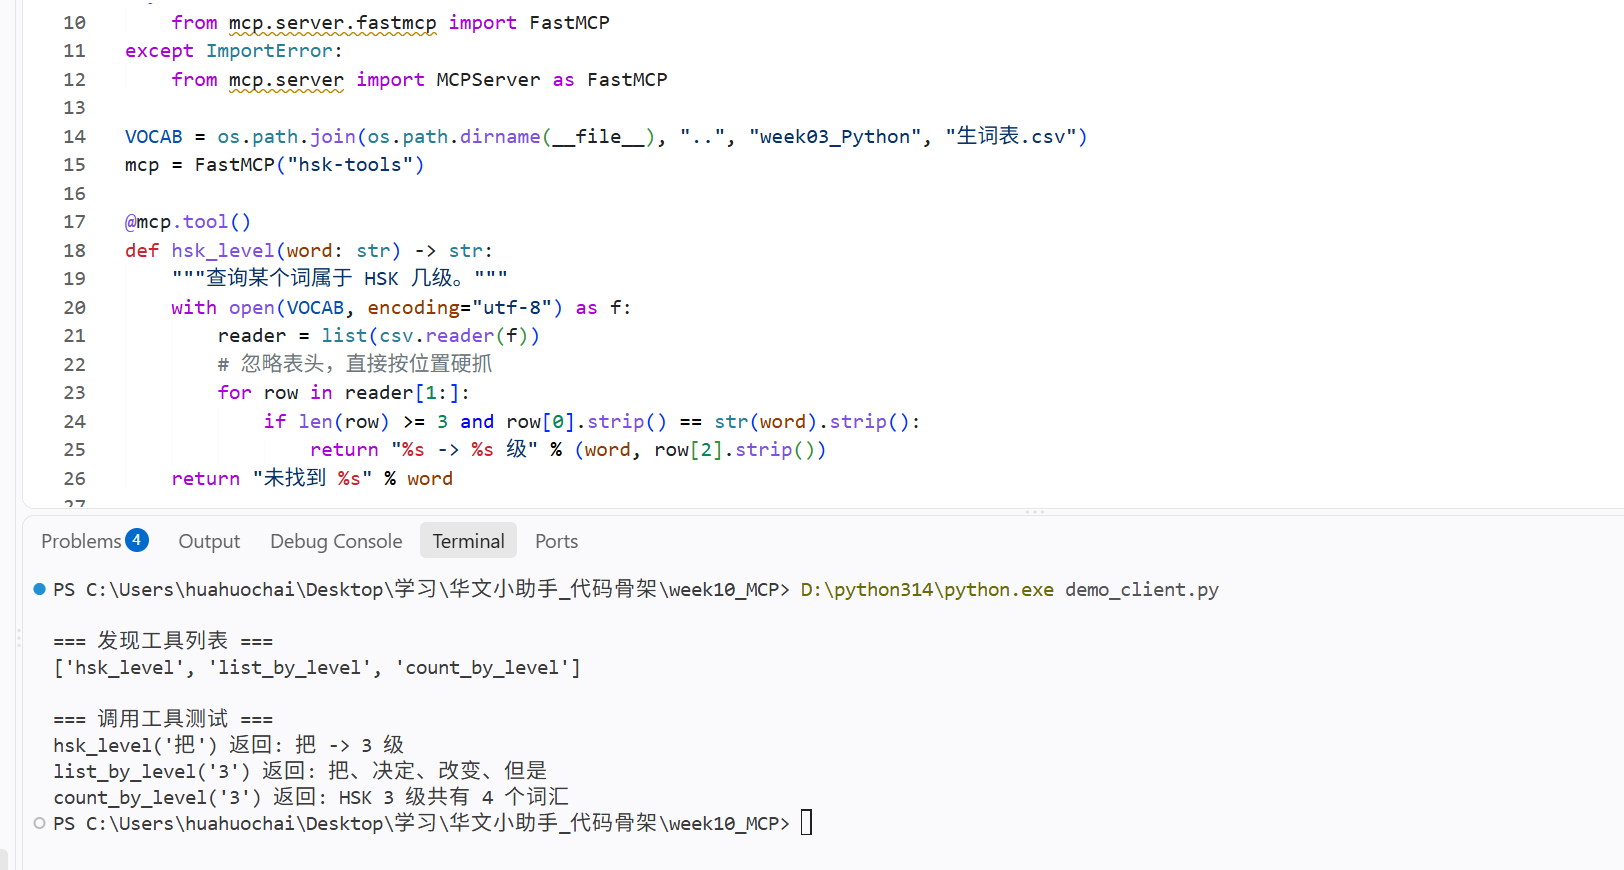 10 from mcp.server.fastmcp import FastMCP
11 except ImportError:
12 from mcp.server import MCPServer as FastMCP
13
14 VOCAB = os.path.join(os.path.dirname(__file__), "..", "week03_Python", "生词表.csv")
15 mcp = FastMCP("hsk-tools")
16
17 @mcp.tool()
18 def hsk_level(word: str) -> str:
19 """查询某个词属于 HSK 几级。"""
20 with open(VOCAB, encoding="utf-8") as f:
21 reader = list(csv.reader(f))
22 # 忽略表头，直接按位置硬抓
23 for row in reader[1:]:
24 if len(row) >= 3 and row[0].strip() == str(word).strip():
25 return "%s -> %s 级" % (word, row[2].strip())
26 return "未找到 %s" % word
27
Problems 4 Output Debug Console Terminal Ports
PS C:\Users\huahuochai\Desktop\学习\华文小助手_代码骨架\week10_MCP> D:\python314\python.exe demo_client.py
=== 发现工具列表 ===
['hsk_level', 'list_by_level', 'count_by_level']
=== 调用工具测试 ===
hsk_level('把') 返回: 把 -> 3 级
list_by_level('3') 返回: 把、决定、改变、但是
count_by_level('3') 返回: HSK 3 级共有 4 个词汇
PS C:\Users\huahuochai\Desktop\学习\华文小助手_代码骨架\week10_MCP>